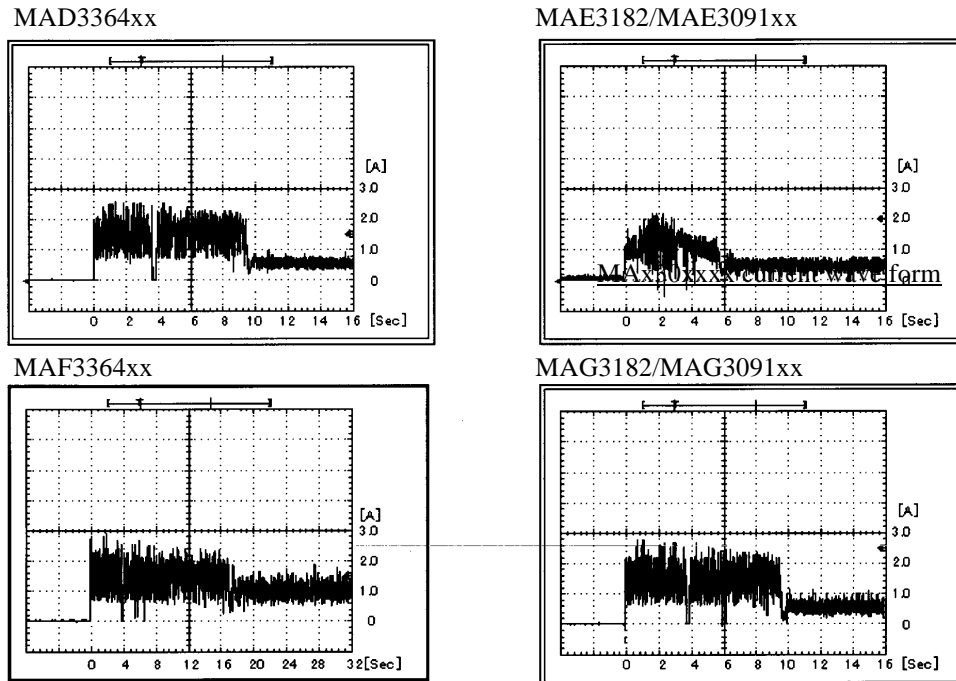 MAD3364xx
[A]
3.0
2.0
1.0
0
0 2 4 6 8 10 12 14 16 [Sec]
MAE3182/MAE3091xx
[A]
3.0
2.0
1.0
0
current wave form
0 2 4 6 8 10 12 14 16 [Sec]
MAF3364xx
[A]
3.0
2.0
1.0
0
0 4 8 12 16 20 24 28 32[Sec]
MAG3182/MAG3091xx
[A]
3.0
2.0
1.0
0
0 2 4 6 8 10 12 14 16 [Sec]